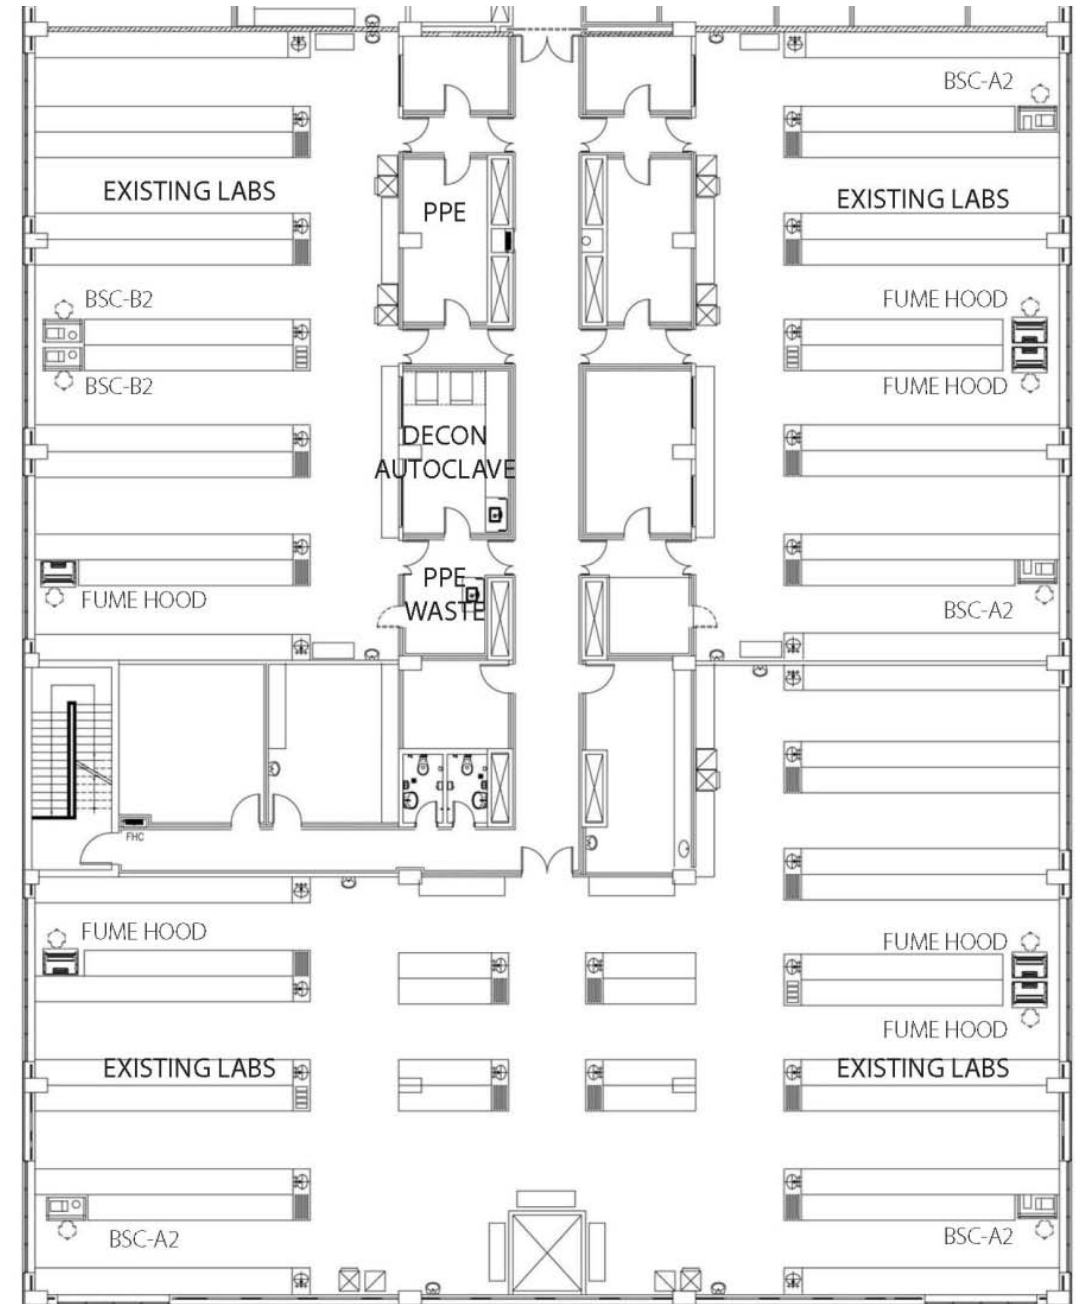 BSC-A2
EXISTING LABS
PPE
EXISTING LABS
BSC-B2
FUME HOOD
BSC-B2
FUME HOOD
DECON
AUTOCLAVE
PPE
WASTE
FUME HOOD
BSC-A2
FHC
FUME HOOD
FUME HOOD
FUME HOOD
EXISTING LABS
EXISTING LABS
BSC-A2
BSC-A2